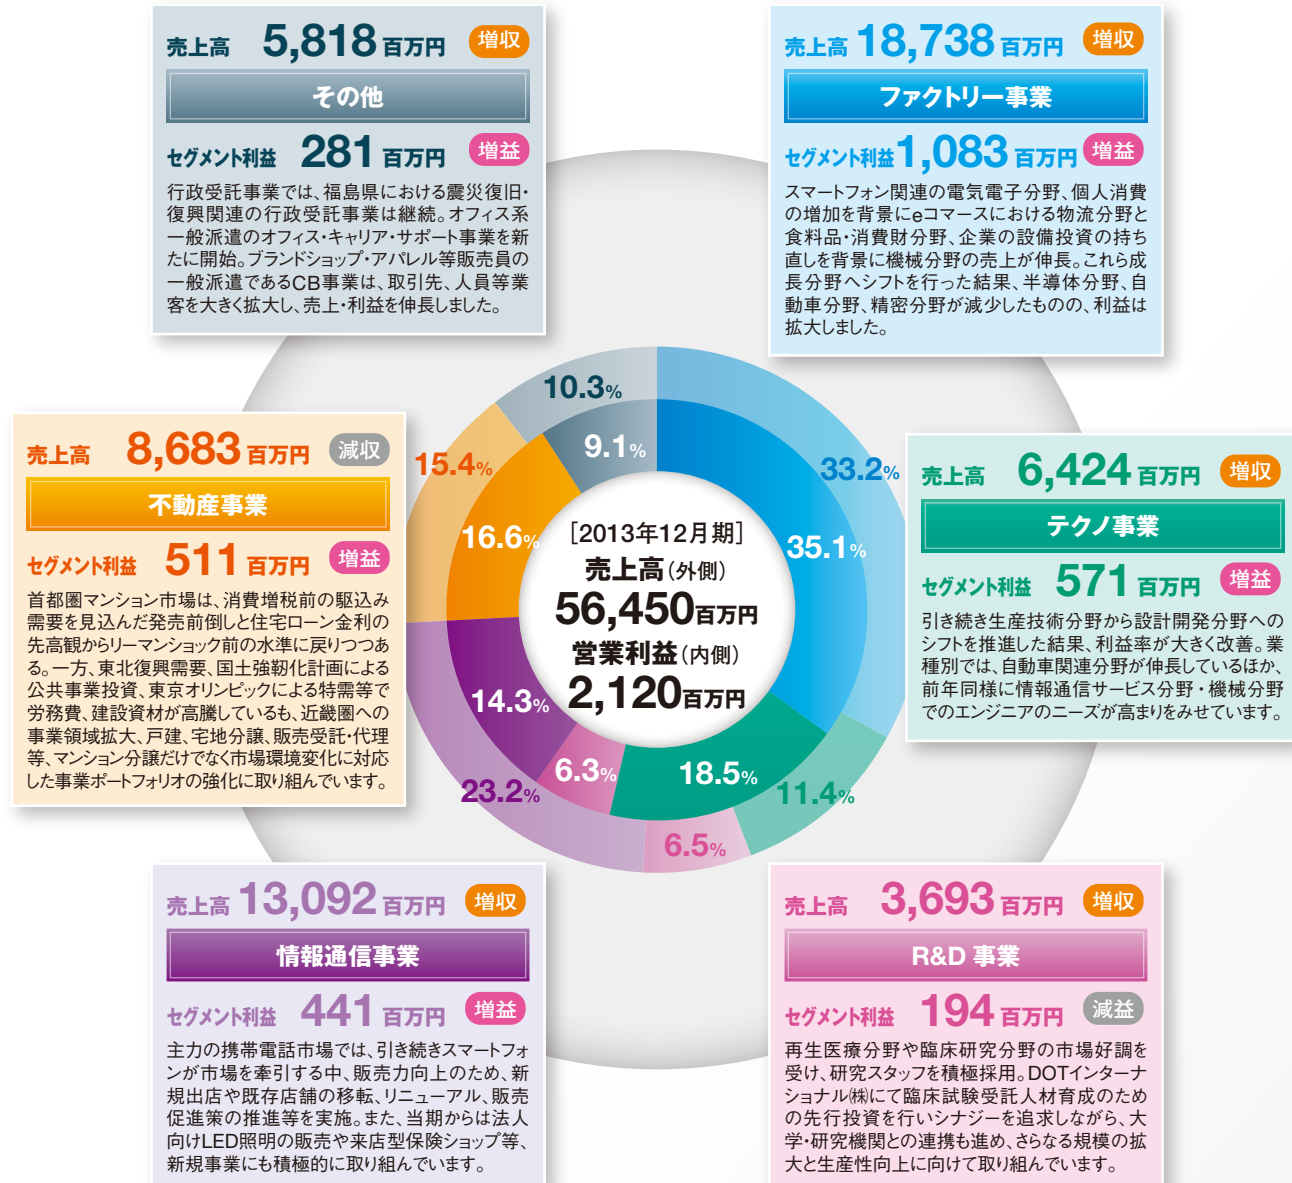 売上高 5,818 百万円 増収
その他
セグメント利益 281 百万円 増益
行政受託事業では、福島県における震災復旧・
復興関連の行政受託事業は継続。オフィス系
一般派遣のオフィス・キャリア・サポート事業を新
たに開始。ブランドショップ・アパレル等販売員の
一般派遣であるCB事業は、取引先、人員等業
客を大きく拡大し、売上・利益を伸長しました。
売上高 18,738 百万円 増収
ファクトリー事業
セグメント利益 1,083 百万円 増益
スマートフォン関連の電気電子分野、個人消費
の増加を背景にeコマースにおける物流分野と
食料品・消費財分野、企業の設備投資の持ち
直しを背景に機械分野の売上が伸長。これら成
長分野へシフトを行った結果、半導体分野、自
動車分野、精密分野が減少したものの、利益は
拡大しました。
売上高 8,683 百万円 減収
不動産事業
セグメント利益 511 百万円 増益
首都圏マンション市場は、消費増税前の駆込み
需要を見込んだ発売前倒しと住宅ローン金利の
先高観からリーマンショック前の水準に戻りつつあ
る。一方、東北復興需要、国土強靭化計画による
公共事業投資、東京オリンピックによる特需等で
労務費、建設資材が高騰しているも、近畿圏への
事業領域拡大、戸建、宅地分譲、販売受託・代理
等、マンション分譲だけでなく市場環境変化に対応
した事業ポートフォリオの強化に取り組んでいます。
10.3%
9.1%
15.4%
16.6%
33.2%
35.1%
[2013年12月期]
売上高(外側)
56,450百万円
営業利益(内側)
2,120百万円
14.3%
23.2%
6.3%
6.5%
18.5%
11.4%
売上高 6,424 百万円 増収
テクノ事業
セグメント利益 571 百万円 増益
引き続き生産技術分野から設計開発分野への
シフトを推進した結果、利益率が大きく改善。業
種別では、自動車関連分野が伸長しているほか、
前年同様に情報通信サービス分野・機械分野
でのエンジニアのニーズが高まりをみせています。
売上高 13,092 百万円 増収
情報通信事業
セグメント利益 441 百万円 増益
主力の携帯電話市場では、引き続きスマートフォ
ンが市場を牽引する中、販売力向上のため、新
規出店や既存店舗の移転、リニューアル、販売
促進策の推進等を実施。また、当期からは法人
向けLED照明の販売や来店型保険ショップ等、
新規事業にも積極的に取り組んでいます。
売上高 3,693 百万円 増収
R&D 事業
セグメント利益 194 百万円 減益
再生医療分野や臨床研究分野の市場好調を
受け、研究スタッフを積極採用。DOTインターナ
ショナル㈱にて臨床試験受託人材育成のため
の先行投資を行いシナジーを追求しながら、大
学・研究機関との連携も進め、さらなる規模の拡
大と生産性向上に向けて取り組んでいます。